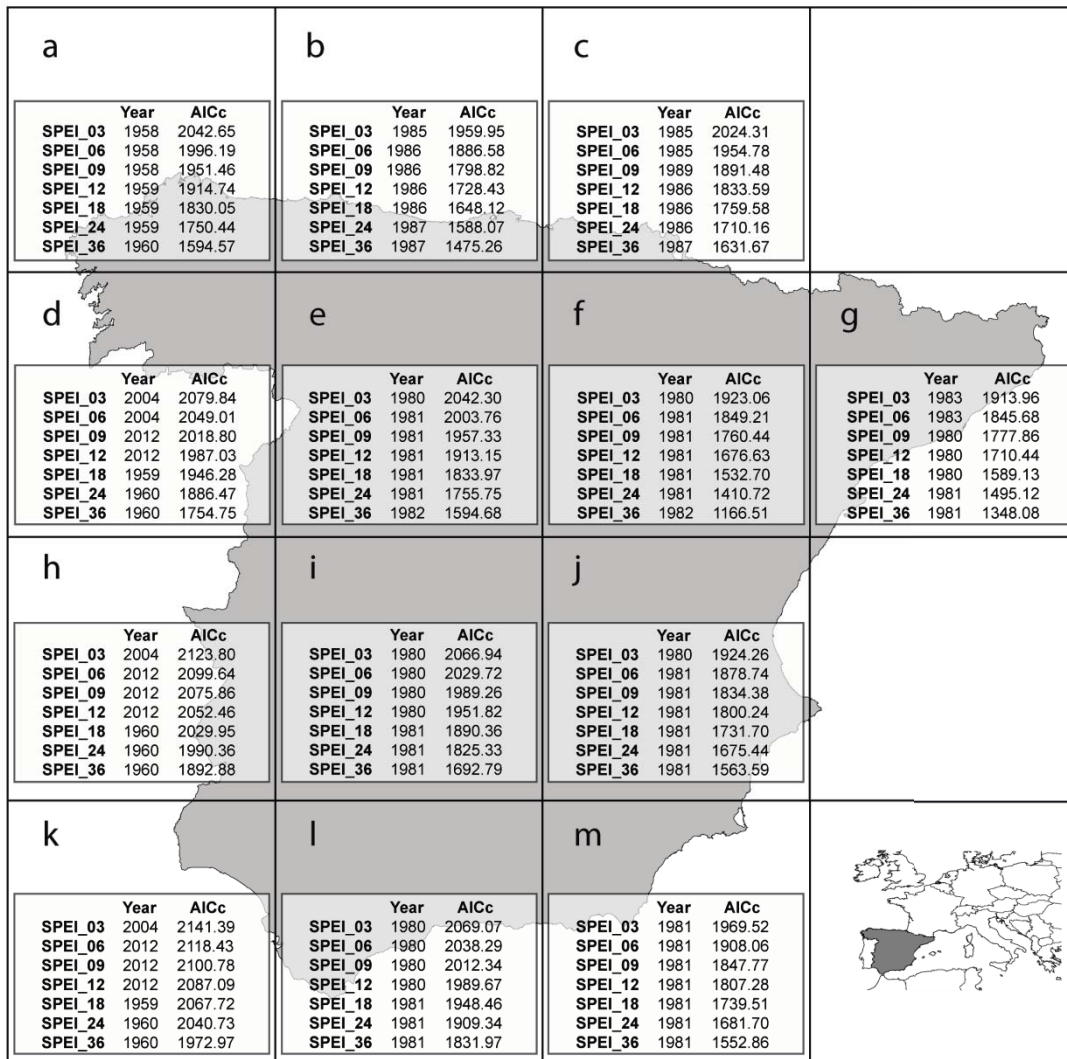 a
Year AICc
SPEI_03 1958 2042.65
SPEI_06 1958 1996.19
SPEI_09 1958 1951.46
SPEI_12 1959 1914.74
SPEI_18 1959 1830.05
SPEI_24 1959 1750.44
SPEI_36 1960 1594.57
b
Year AICc
SPEI_03 1985 1959.95
SPEI_06 1986 1886.58
SPEI_09 1986 1798.82
SPEI_12 1986 1728.43
SPEI_18 1986 1648.12
SPEI_24 1987 1588.07
SPEI_36 1987 1475.26
c
Year AICc
SPEI_03 1985 2024.31
SPEI_06 1985 1954.78
SPEI_09 1989 1891.48
SPEI_12 1986 1833.59
SPEI_18 1986 1759.58
SPEI_24 1986 1710.16
SPEI_36 1987 1631.67
d
Year AICc
SPEI_03 2004 2079.84
SPEI_06 2004 2049.01
SPEI_09 2012 2018.80
SPEI_12 2012 1987.03
SPEI_18 1959 1946.28
SPEI_24 1960 1886.47
SPEI_36 1960 1754.75
e
Year AICc
SPEI_03 1980 2042.30
SPEI_06 1981 2003.76
SPEI_09 1981 1957.33
SPEI_12 1981 1913.15
SPEI_18 1981 1833.97
SPEI_24 1981 1755.75
SPEI_36 1982 1594.68
f
Year AICc
SPEI_03 1980 1923.06
SPEI_06 1981 1849.21
SPEI_09 1981 1760.44
SPEI_12 1981 1676.63
SPEI_18 1981 1532.70
SPEI_24 1981 1410.72
SPEI_36 1982 1166.51
g
Year AICc
SPEI_03 1983 1913.96
SPEI_06 1983 1845.68
SPEI_09 1980 1777.86
SPEI_12 1980 1710.44
SPEI_18 1980 1589.13
SPEI_24 1981 1495.12
SPEI_36 1981 1348.08
h
Year AICc
SPEI_03 2004 2123.80
SPEI_06 2012 2099.64
SPEI_09 2012 2075.86
SPEI_12 2012 2052.46
SPEI_18 1960 2029.95
SPEI_24 1960 1990.36
SPEI_36 1960 1892.88
i
Year AICc
SPEI_03 1980 2066.94
SPEI_06 1980 2029.72
SPEI_09 1980 1989.26
SPEI_12 1980 1951.82
SPEI_18 1981 1890.36
SPEI_24 1981 1825.33
SPEI_36 1981 1692.79
j
Year AICc
SPEI_03 1980 1924.26
SPEI_06 1981 1878.74
SPEI_09 1981 1834.38
SPEI_12 1981 1800.24
SPEI_18 1981 1731.70
SPEI_24 1981 1675.44
SPEI_36 1981 1563.59
k
Year AICc
SPEI_03 2004 2141.39
SPEI_06 2012 2118.43
SPEI_09 2012 2100.78
SPEI_12 2012 2087.09
SPEI_18 1959 2067.72
SPEI_24 1960 2040.73
SPEI_36 1960 1972.97
l
Year AICc
SPEI_03 1980 2069.07
SPEI_06 1980 2038.29
SPEI_09 1980 2012.34
SPEI_12 1980 1989.67
SPEI_18 1981 1948.46
SPEI_24 1981 1909.34
SPEI_36 1981 1831.97
m
Year AICc
SPEI_03 1981 1969.52
SPEI_06 1981 1908.06
SPEI_09 1981 1847.77
SPEI_12 1981 1807.28
SPEI_18 1981 1739.51
SPEI_24 1981 1681.70
SPEI_36 1981 1552.86